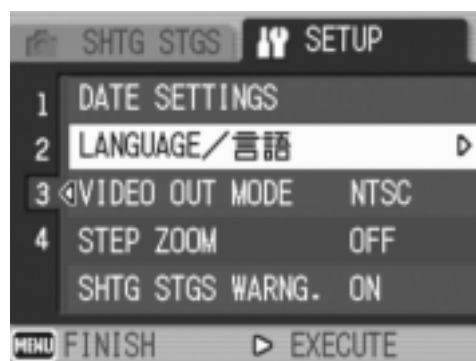 SHTG STGS SETUP
1 DATE SETTINGS
2 LANGUAGE/言語
3 VIDEO OUT MODE NTSC
4 STEP ZOOM OFF
SHTG STGS WARNG. ON
MENU FINISH EXECUTE